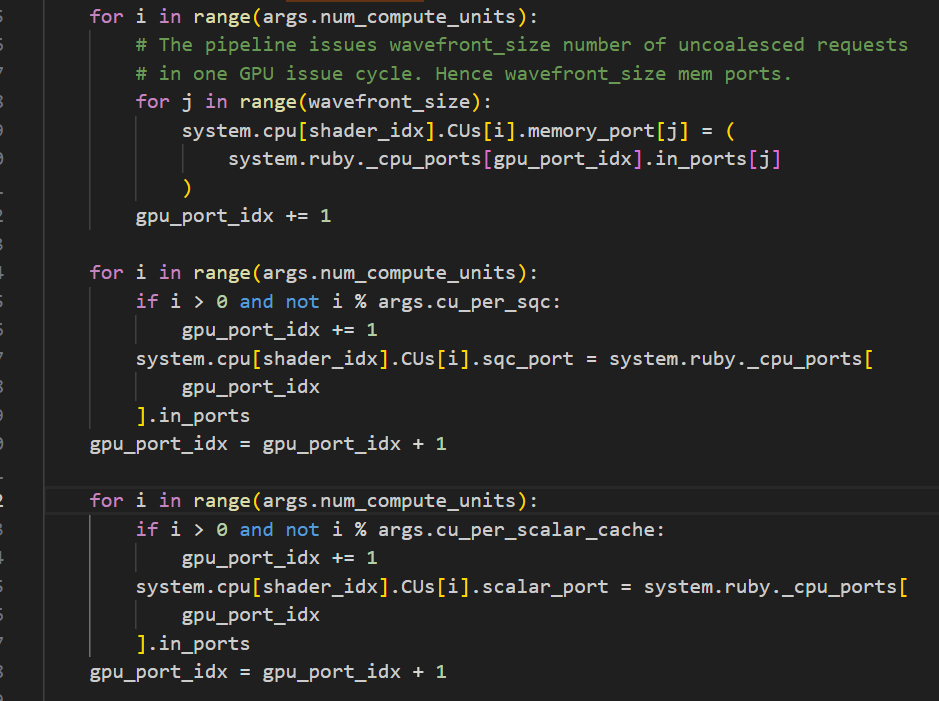 for i in range(args.num_compute_units):
    # The pipeline issues wavefront_size number of uncoalesced requests
    # in one GPU issue cycle. Hence wavefront_size mem ports.
    for j in range(wavefront_size):
        system.cpu[shader_idx].CUs[i].memory_port[j] = (
            system.ruby._cpu_ports[gpu_port_idx].in_ports[j]
        )
    gpu_port_idx += 1

for i in range(args.num_compute_units):
    if i > 0 and not i % args.cu_per_sqc:
        gpu_port_idx += 1
    system.cpu[shader_idx].CUs[i].sqc_port = system.ruby._cpu_ports[
        gpu_port_idx
    ].in_ports
gpu_port_idx = gpu_port_idx + 1

for i in range(args.num_compute_units):
    if i > 0 and not i % args.cu_per_scalar_cache:
        gpu_port_idx += 1
    system.cpu[shader_idx].CUs[i].scalar_port = system.ruby._cpu_ports[
        gpu_port_idx
    ].in_ports
gpu_port_idx = gpu_port_idx + 1